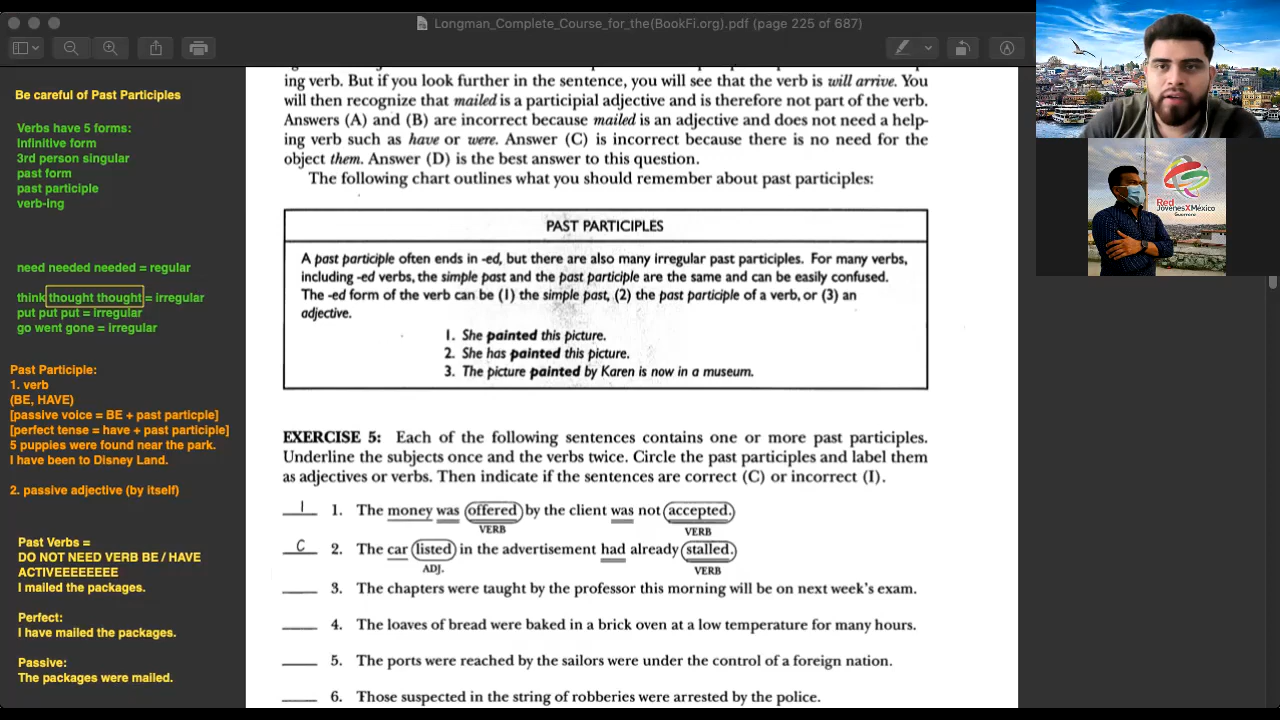 Longman_Complete_Course_for_the(BookFi.org).pdf (page 225 of 687)
Be careful of Past Participles
Verbs have 5 forms:
Infinitive form
3rd person singular
past form
past participle
verb-ing
need needed needed = regular
think thought thought = irregular
put put put = irregular
go went gone = irregular
Past Participle:
1. verb
(BE, HAVE)
[passive voice = BE + past particple]
[perfect tense = have + past participle]
5 puppies were found near the park.
I have been to Disney Land.
2. passive adjective (by itself)
Past Verbs =
DO NOT NEED VERB BE / HAVE
ACTIVEEEEEEEE
I mailed the packages.
Perfect:
I have mailed the packages.
Passive:
The packages were mailed.
ing verb. But if you look further in the sentence, you will see that the verb is will arrive. You
will then recognize that mailed is a participial adjective and is therefore not part of the verb.
Answers (A) and (B) are incorrect because mailed is an adjective and does not need a help-
ing verb such as have or were. Answer (C) is incorrect because there is no need for the
object them. Answer (D) is the best answer to this question.
The following chart outlines what you should remember about past participles:
PAST PARTICIPLES
A past participle often ends in -ed, but there are also many irregular past participles. For many verbs,
including -ed verbs, the simple past and the past participle are the same and can be easily confused.
The -ed form of the verb can be (1) the simple past, (2) the past participle of a verb, or (3) an
adjective.
1. She painted this picture.
2. She has painted this picture.
3. The picture painted by Karen is now in a museum.
EXERCISE 5: Each of the following sentences contains one or more past participles.
Underline the subjects once and the verbs twice. Circle the past participles and label them
as adjectives or verbs. Then indicate if the sentences are correct (C) or incorrect (I).
I 1. The money was offered by the client was not accepted.
VERB VERB
C 2. The car listed in the advertisement had already stalled.
ADJ. VERB
3. The chapters were taught by the professor this morning will be on next week's exam.
4. The loaves of bread were baked in a brick oven at a low temperature for many hours.
5. The ports were reached by the sailors were under the control of a foreign nation.
6. Those suspected in the string of robberies were arrested by the police.
Red
JóvenesXMéxico
Guerrero